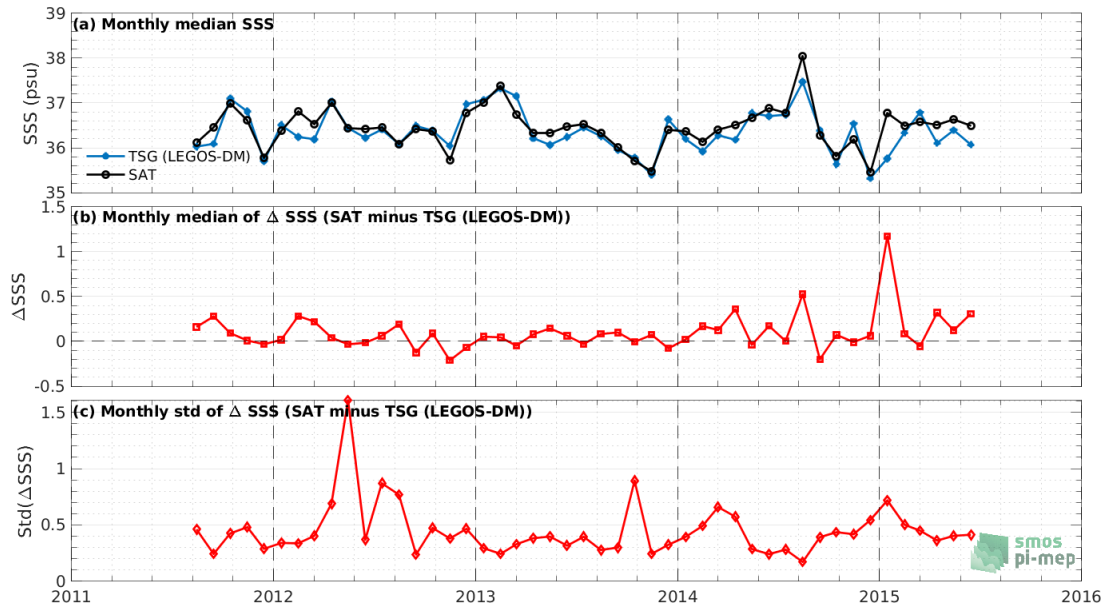 39
(a) Monthly median SSS
38
37
36
35
SSS (psu)
TSG (LEGOS-DM)
SAT
1.5
(b) Monthly median of Δ SSS (SAT minus TSG (LEGOS-DM))
1
0.5
0
-0.5
ΔSSS
1.5
(c) Monthly std of Δ SSS (SAT minus TSG (LEGOS-DM))
1
0.5
0
Std(ΔSSS)
smos
pi-mep
2011 2012 2013 2014 2015 2016